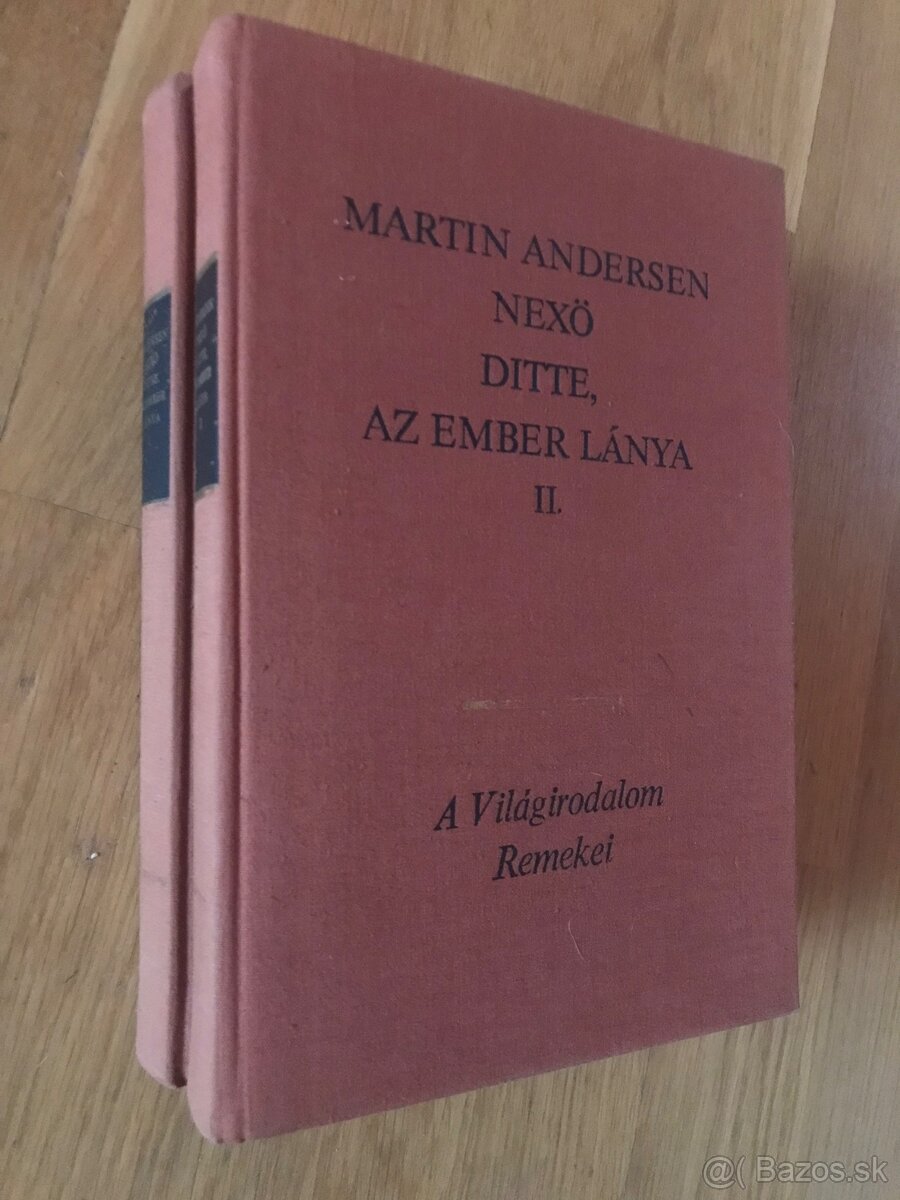 MARTIN ANDERSEN
NEXÖ
DITTE,
AZ EMBER LÁNYA
II.
A Világirodalom
Remekei
@( Bazos.sk